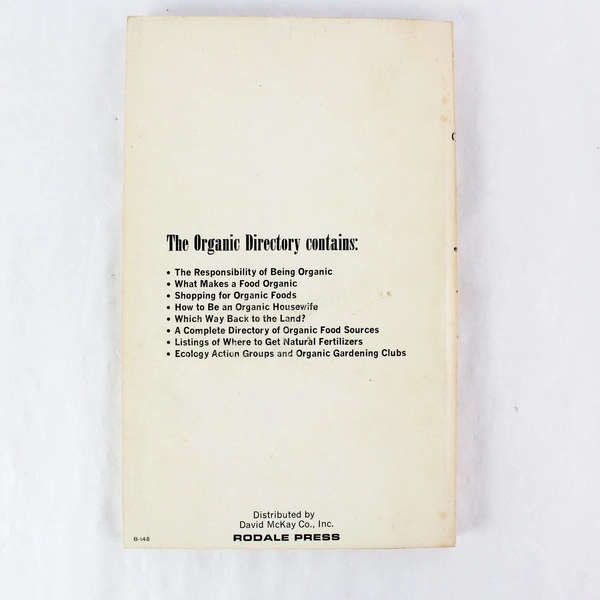 The Organic Directory contains:
• The Responsibility of Being Organic
• What Makes a Food Organic
• Shopping for Organic Foods
• How to Be an Organic Housewife
• Which Way Back to the Land?
• A Complete Directory of Organic Food Sources
• Listings of Where to Get Natural Fertilizers
• Ecology Action Groups and Organic Gardening Clubs
Distributed by
David McKay Co., Inc.
RODALE PRESS
B-148